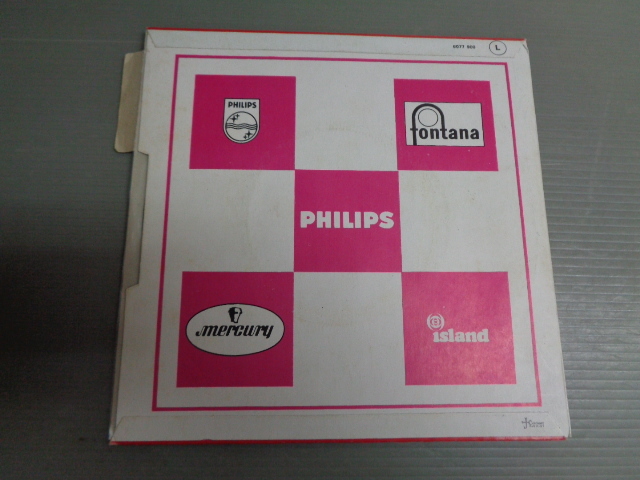 L
PHILIPS
fontana
PHILIPS
mercury
island